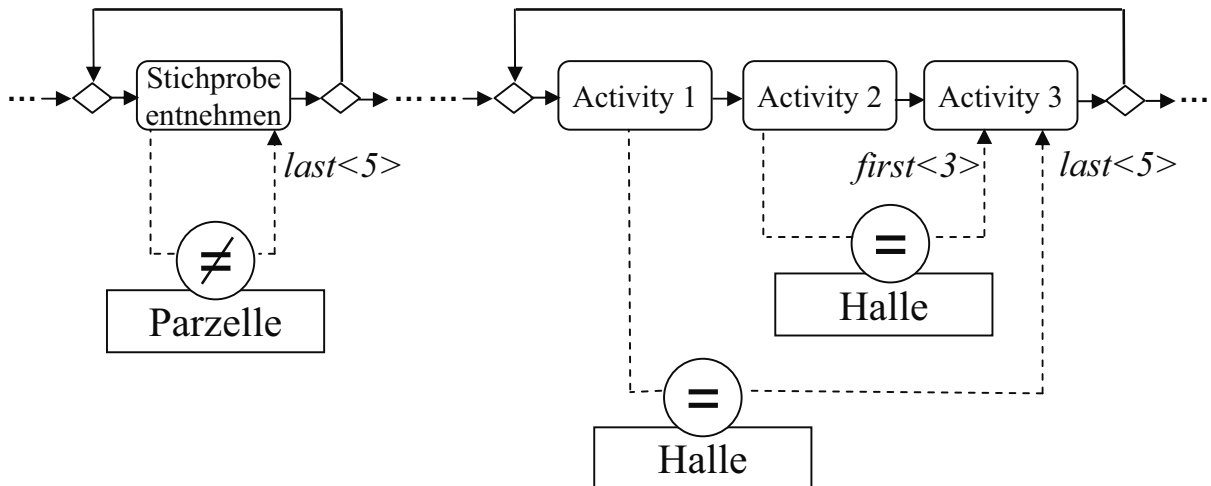 Stichprobe
entnehmen
... ... ... ...
Activity 1
Activity 2
Activity 3
last<5>
first<3>
last<5>
≠
=
Parzelle
Halle
=
Halle